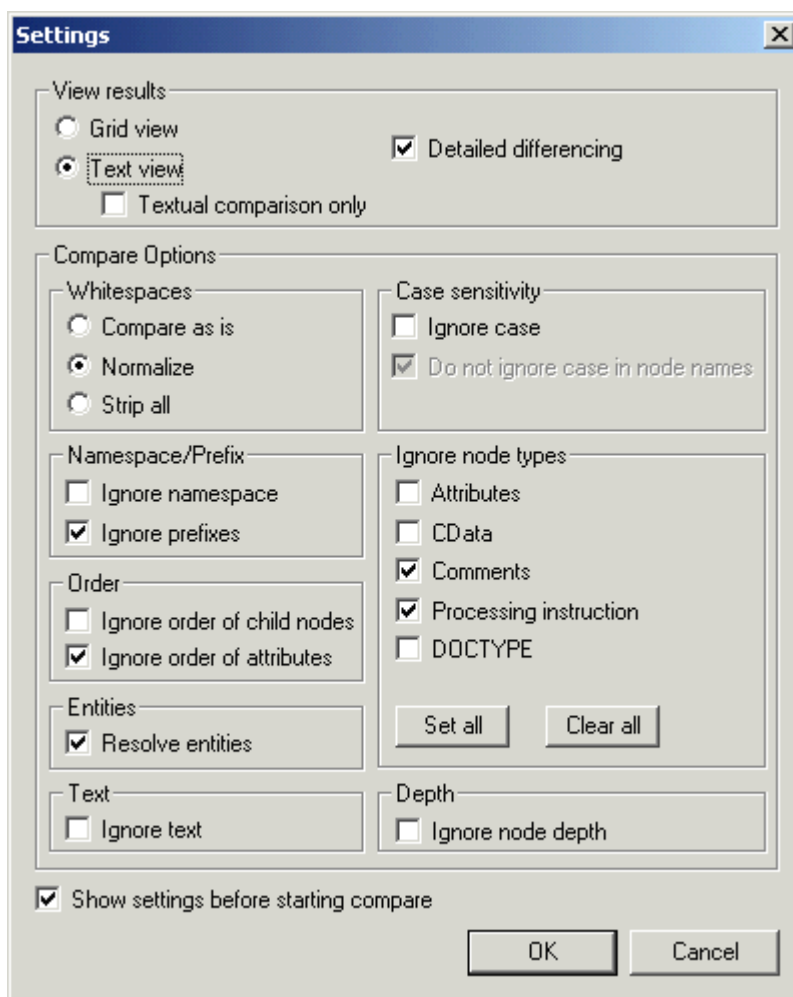 Settings
View results
Grid view
Text view
Detailed differencing
Textual comparison only
Compare Options
Whitespaces
Compare as is
Normalize
Strip all
Case sensitivity
Ignore case
Do not ignore case in node names
Namespace/Prefix
Ignore namespace
Ignore prefixes
Ignore node types
Attributes
CData
Comments
Processing instruction
DOCTYPE
Set all
Clear all
Order
Ignore order of child nodes
Ignore order of attributes
Entities
Resolve entities
Text
Ignore text
Depth
Ignore node depth
Show settings before starting compare
OK
Cancel